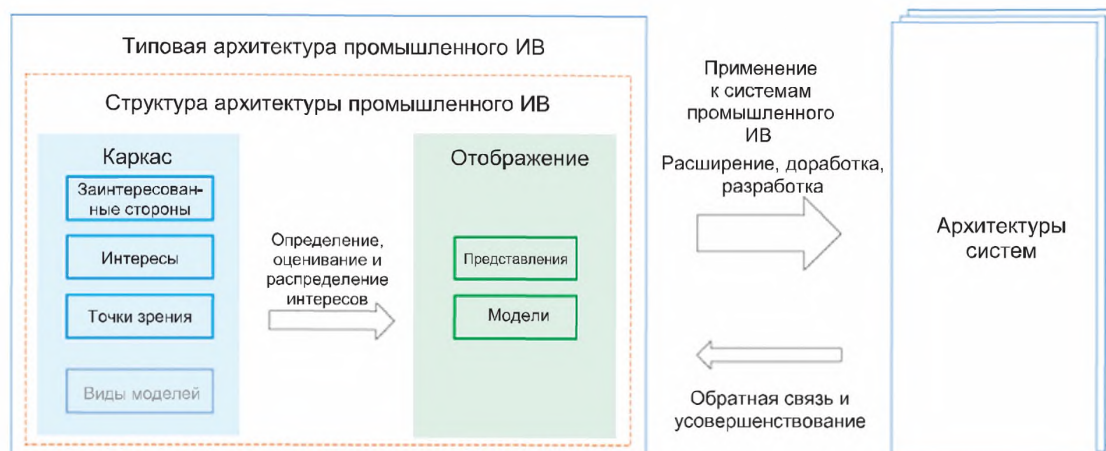 Типовая архитектура промышленного ИВ
Структура архитектуры промышленного ИВ
Каркас
Заинтересован-
ные стороны
Интересы
Точки зрения
Виды моделей
Определение,
оценивание и
распределение
интересов
Отображение
Представления
Модели
Применение
к системам
промышленного
ИВ
Расширение, доработка,
разработка
Обратная связь и
усовершенствование
Архитектуры
систем